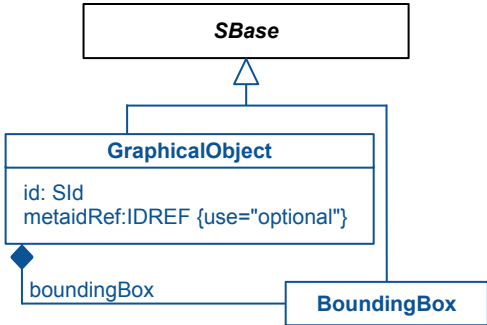 SBase
GraphicalObject
id: SId
metaidRef:IDREF {use="optional"}
boundingBox
BoundingBox